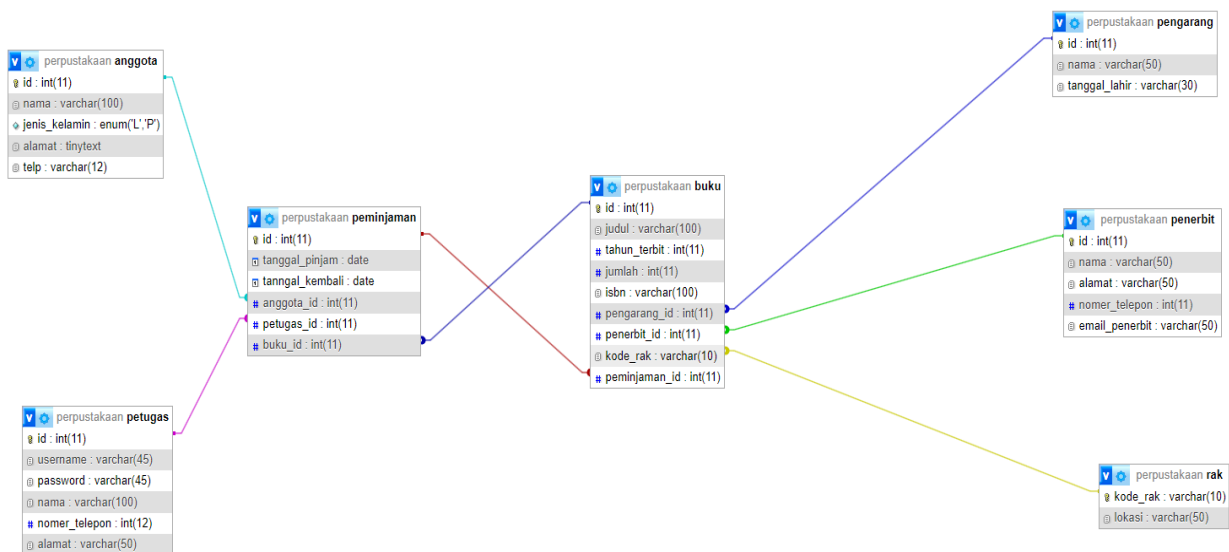 perpustakaan anggota
id : int(11)
nama : varchar(100)
jenis_kelamin : enum('L','P')
alamat : tinytext
telp : varchar(12)
perpustakaan peminjaman
id : int(11)
tanggal_pinjam : date
tanngal_kembali : date
anggota_id : int(11)
petugas_id : int(11)
buku_id : int(11)
perpustakaan petugas
id : int(11)
username : varchar(45)
password : varchar(45)
nama : varchar(100)
nomer_telepon : int(12)
alamat : varchar(50)
perpustakaan buku
id : int(11)
judul : varchar(100)
tahun_terbit : int(11)
jumlah : int(11)
isbn : varchar(100)
pengarang_id : int(11)
penerbit_id : int(11)
kode_rak : varchar(10)
peminjaman_id : int(11)
perpustakaan pengarang
id : int(11)
nama : varchar(50)
tanggal_lahir : varchar(30)
perpustakaan penerbit
id : int(11)
nama : varchar(50)
alamat : varchar(50)
nomer_telepon : int(11)
email_penerbit : varchar(50)
perpustakaan rak
kode_rak : varchar(10)
lokasi : varchar(50)